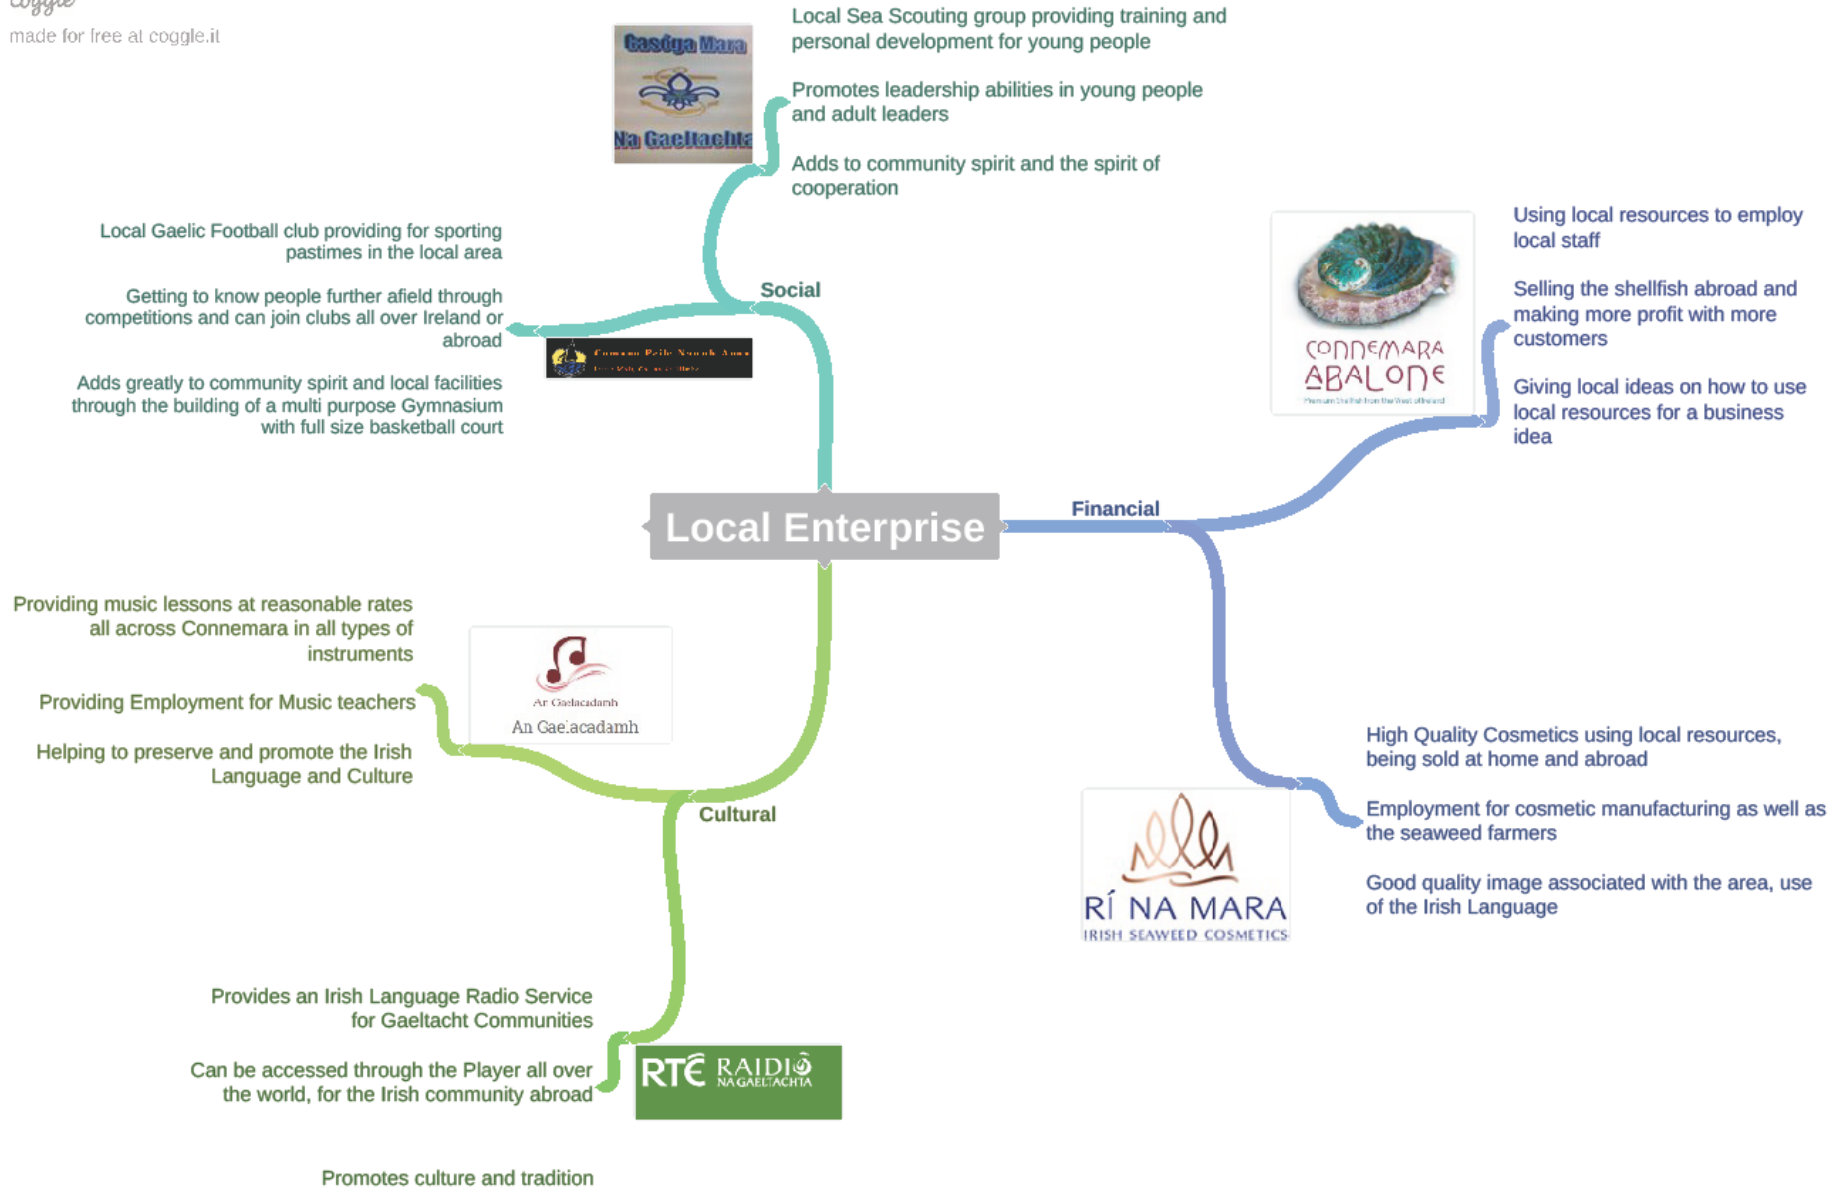 coggle
made for free at coggle.it
Gasóga Mara
Na Gaeltachta
Local Sea Scouting group providing training and
personal development for young people
Promotes leadership abilities in young people
and adult leaders
Adds to community spirit and the spirit of
cooperation
Social
Local Gaelic Football club providing for sporting
pastimes in the local area
Getting to know people further afield through
competitions and can join clubs all over Ireland or
abroad
Adds greatly to community spirit and local facilities
through the building of a multi purpose Gymnasium
with full size basketball court
Cumann Peile Naomh Anna
CONNEMARA
ABALONE
Premium shellfish from the West of Ireland
Using local resources to employ
local staff
Selling the shellfish abroad and
making more profit with more
customers
Giving local ideas on how to use
local resources for a business
idea
Local Enterprise
Financial
Providing music lessons at reasonable rates
all across Connemara in all types of
instruments
Providing Employment for Music teachers
Helping to preserve and promote the Irish
Language and Culture
An Gaelacadamh
An Gaelacadamh
Cultural
RÍ NA MARA
IRISH SEAWEED COSMETICS
High Quality Cosmetics using local resources,
being sold at home and abroad
Employment for cosmetic manufacturing as well as
the seaweed farmers
Good quality image associated with the area, use
of the Irish Language
Provides an Irish Language Radio Service
for Gaeltacht Communities
Can be accessed through the Player all over
the world, for the Irish community abroad
Promotes culture and tradition
RTÉ RAIDIÓ
NA GAELTACHTA